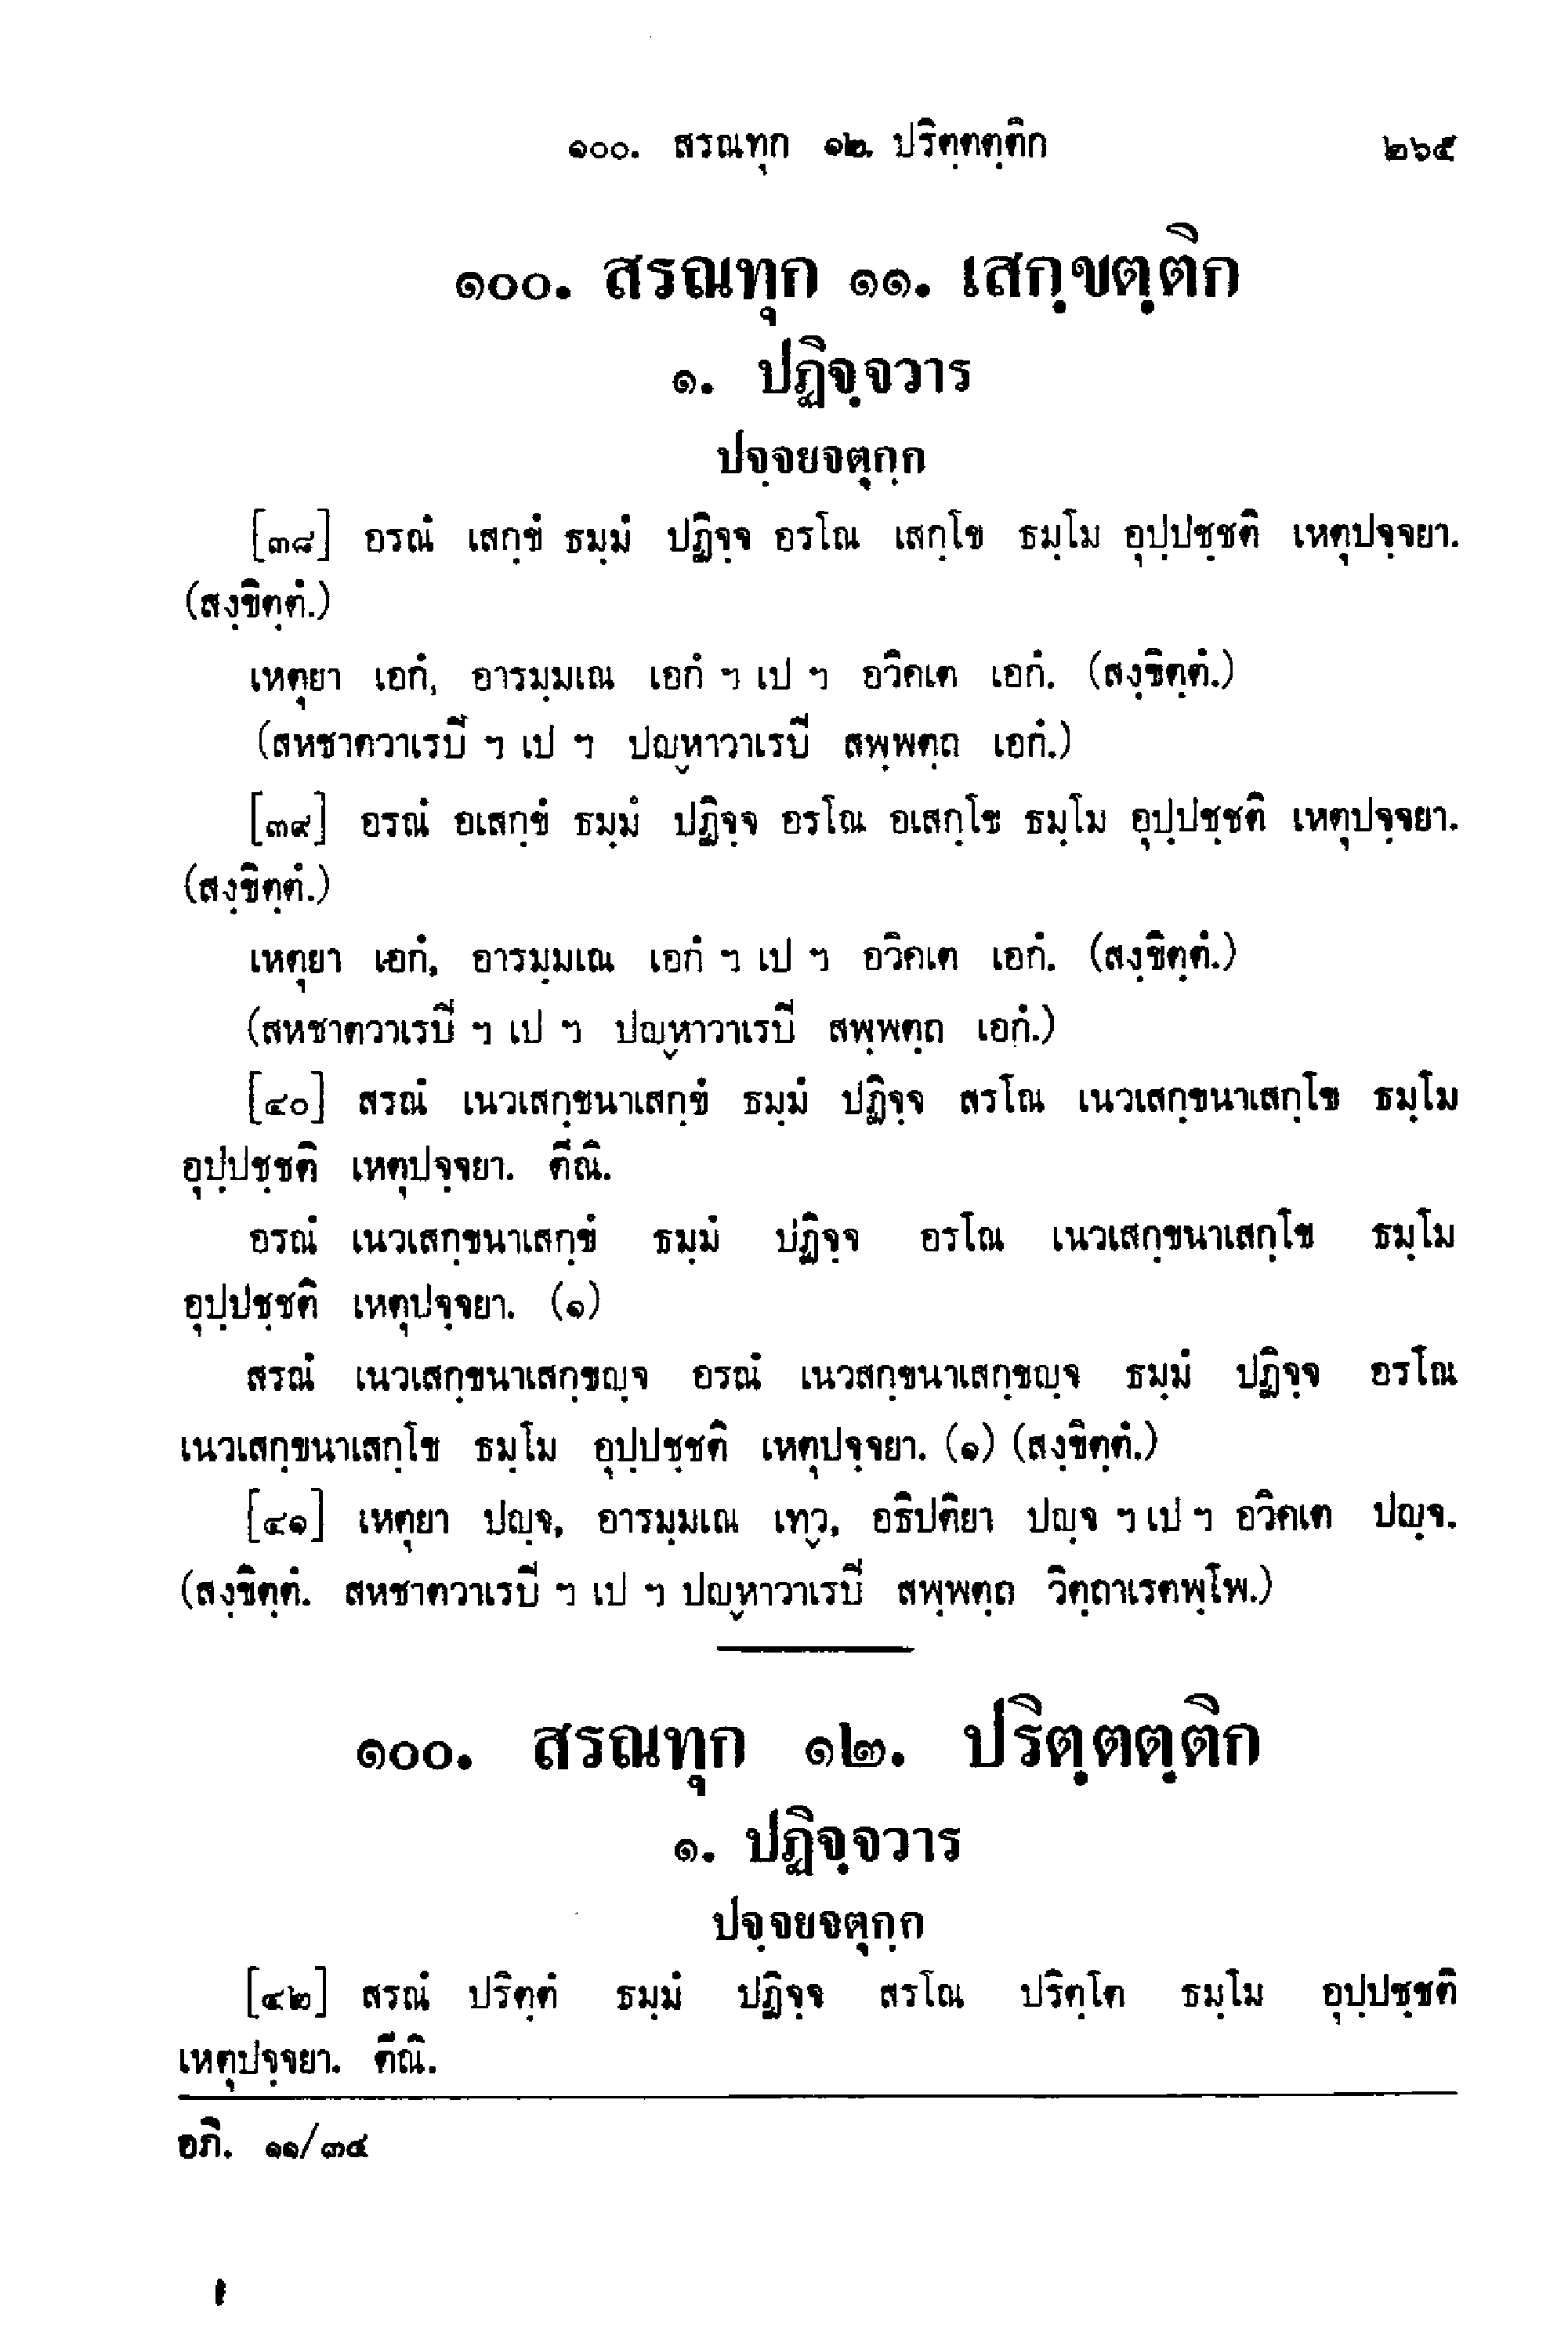 ๑๐๐. สรณทุก ๑๒. ปริตฺตตฺติก ๒๖๕
๑๐๐. สรณทุก ๑๑. เสกฺขตฺติก
๑. ปฏิจฺจวาร
ปจฺจยจตุกฺก
[๓๘] อรณํ เสกฺขํ ธมฺมํ ปฏิจฺจ อรโณ เสกฺโข ธมฺโม อุปฺปชฺชติ เหตุปจฺจยา.
(สงฺขิตฺตํ.)
เหตุยา เอกํ, อารมฺมเณ เอกํ ฯ เป ฯ อวิคเต เอกํ. (สงฺขิตฺตํ.)
(สหชาตวาเรปิ ฯ เป ฯ ปญฺหาวาเรปิ สพฺพตฺถ เอกํ.)
[๓๙] อรณํ อเสกฺขํ ธมฺมํ ปฏิจฺจ อรโณ อเสกฺโข ธมฺโม อุปฺปชฺชติ เหตุปจฺจยา.
(สงฺขิตฺตํ.)
เหตุยา เอกํ, อารมฺมเณ เอกํ ฯ เป ฯ อวิคเต เอกํ. (สงฺขิตฺตํ.)
(สหชาตวาเรปิ ฯ เป ฯ ปญฺหาวาเรปิ สพฺพตฺถ เอกํ.)
[๔๐] สรณํ เนวเสกฺขนาเสกฺขํ ธมฺมํ ปฏิจฺจ สรโณ เนวเสกฺขนาเสกฺโข ธมฺโม
อุปฺปชฺชติ เหตุปจฺจยา. ตีณิ.
อรณํ เนวเสกฺขนาเสกฺขํ ธมฺมํ ปฏิจฺจ อรโณ เนวเสกฺขนาเสกฺโข ธมฺโม
อุปฺปชฺชติ เหตุปจฺจยา. (๑)
สรณํ เนวเสกฺขนาเสกฺขญฺจ อรณํ เนวสกฺขนาเสกฺขญฺจ ธมฺมํ ปฏิจฺจ อรโณ
เนวเสกฺขนาเสกฺโข ธมฺโม อุปฺปชฺชติ เหตุปจฺจยา. (๑) (สงฺขิตฺตํ.)
[๔๑] เหตุยา ปญฺจ, อารมฺมเณ เทฺว, อธิปติยา ปญฺจ ฯ เป ฯ อวิคเต ปญฺจ.
(สงฺขิตฺตํ. สหชาตวาเรปิ ฯ เป ฯ ปญฺหาวาเรปิ สพฺพตฺถ วิตฺถาเรตพฺโพ.)
๑๐๐. สรณทุก ๑๒. ปริตฺตตฺติก
๑. ปฏิจฺจวาร
ปจฺจยจตุกฺก
[๔๒] สรณํ ปริตฺตํ ธมฺมํ ปฏิจฺจ สรโณ ปริตฺโต ธมฺโม อุปฺปชฺชติ
เหตุปจฺจยา. ตีณิ.
อภิ. ๑๑/๓๔